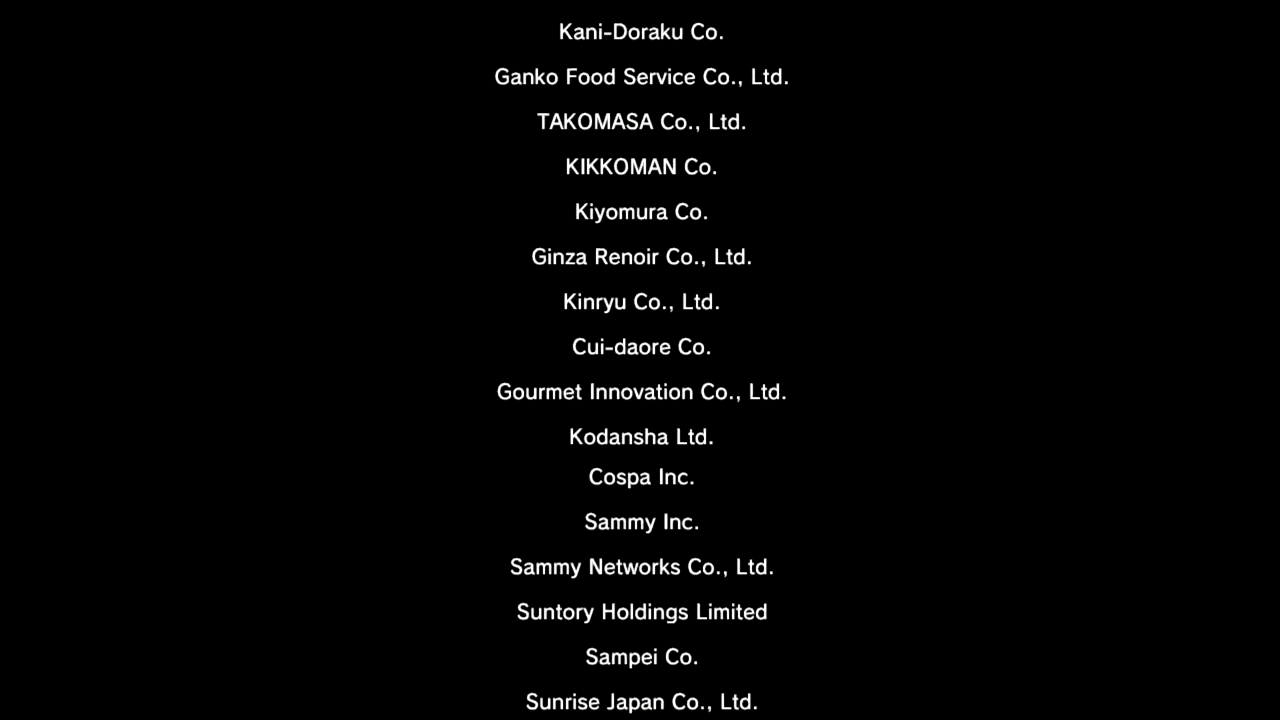 Kani-Doraku Co.
Ganko Food Service Co., Ltd.
TAKOMASA Co., Ltd.
KIKKOMAN Co.
Kiyomura Co.
Ginza Renoir Co., Ltd.
Kinryu Co., Ltd.
Cui-daore Co.
Gourmet Innovation Co., Ltd.
Kodansha Ltd.
Cospa Inc.
Sammy Inc.
Sammy Networks Co., Ltd.
Suntory Holdings Limited
Sampei Co.
Sunrise Japan Co., Ltd.